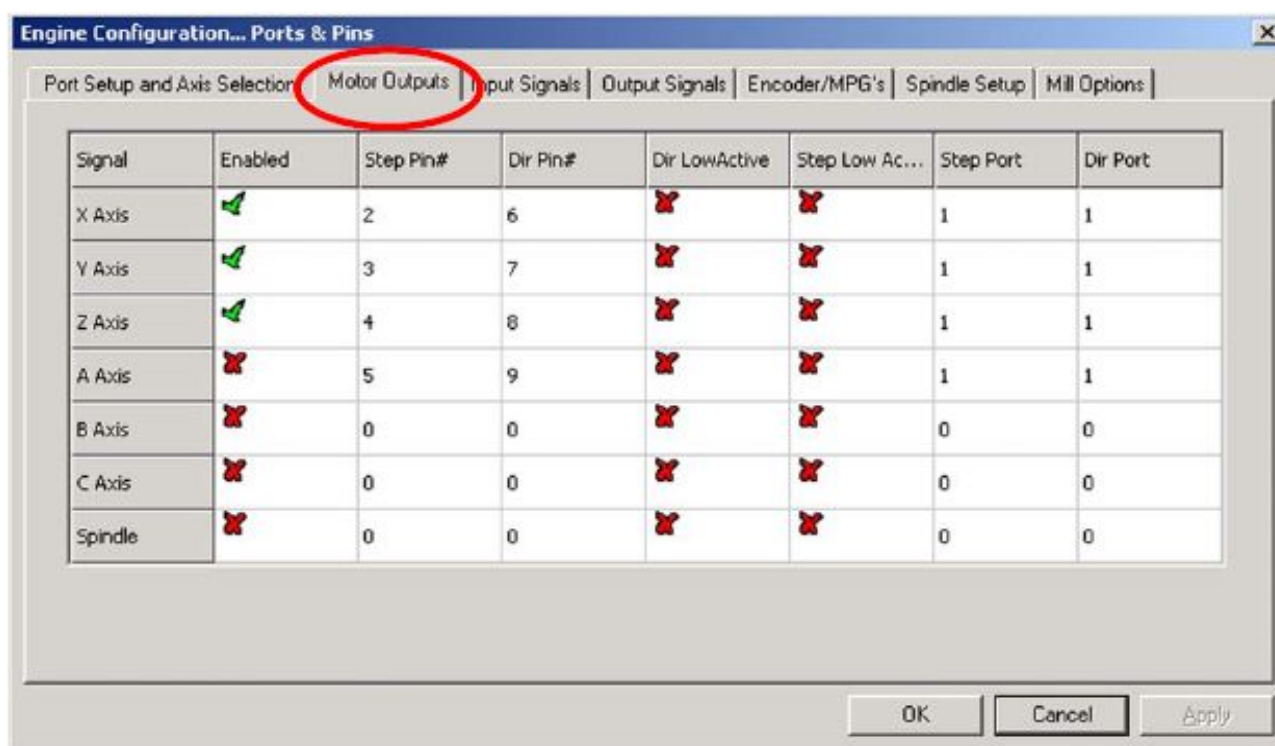 Engine Configuration... Ports & Pins
Port Setup and Axis Selection Motor Outputs Input Signals Output Signals Encoder/MPG's Spindle Setup Mill Options
Signal Enabled Step Pin# Dir Pin# Dir LowActive Step Low Ac... Step Port Dir Port
X Axis 2 6 1 1
Y Axis 3 7 1 1
Z Axis 4 8 1 1
A Axis 5 9 1 1
B Axis 0 0 0 0
C Axis 0 0 0 0
Spindle 0 0 0 0
OK Cancel Apply